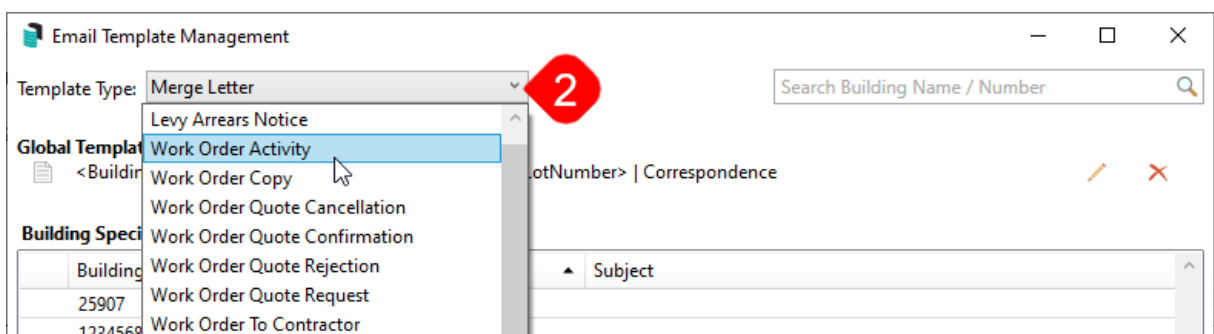 Email Template Management
Template Type: Merge Letter
2
Search Building Name / Number
Levy Arrears Notice
Global Templat
Work Order Activity
<Buildin
otNumber> | Correspondence
Work Order Copy
Work Order Quote Cancellation
Building Speci
Work Order Quote Confirmation
Building
Work Order Quote Rejection
Subject
25907
Work Order Quote Request
1234568
Work Order To Contractor